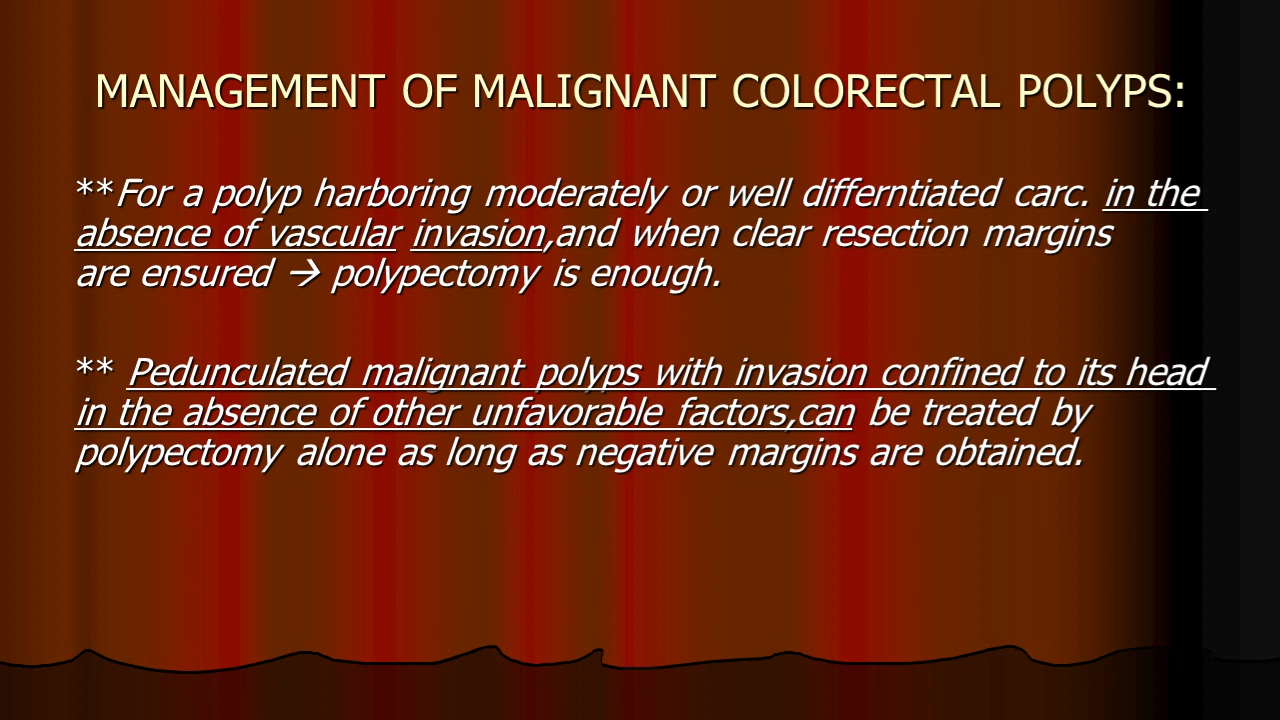 MANAGEMENT OF MALIGNANT COLORECTAL POLYPS:
**For a polyp harboring moderately or well differntiated carc. in the
absence of vascular invasion,and when clear resection margins
are ensured → polypectomy is enough.
** Pedunculated malignant polyps with invasion confined to its head
in the absence of other unfavorable factors,can be treated by
polypectomy alone as long as negative margins are obtained.